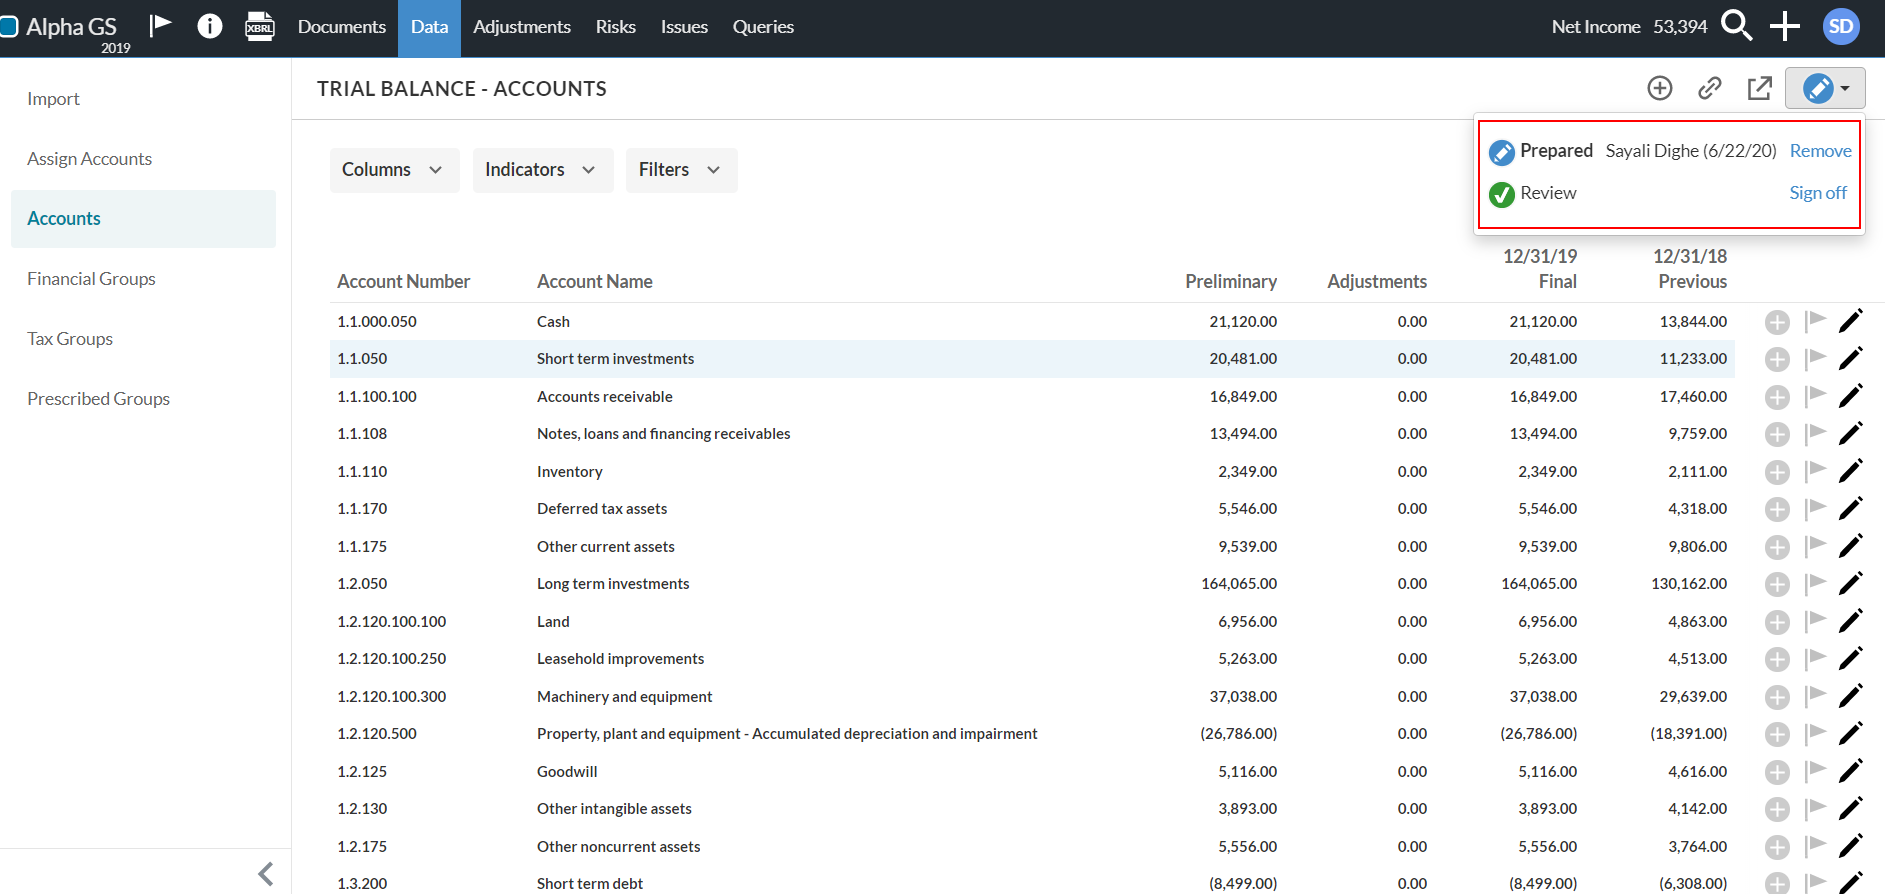 Alpha GS
2019
XBRL
Documents Data Adjustments Risks Issues Queries
Net Income 53,394
SD
Import
Assign Accounts
Accounts
Financial Groups
Tax Groups
Prescribed Groups
TRIAL BALANCE - ACCOUNTS
Prepared Sayali Dighe (6/22/20) Remove
Review Sign off
Columns Indicators Filters
12/31/19 12/31/18
Account Number Account Name Preliminary Adjustments Final Previous
1.1.000.050 Cash 21,120.00 0.00 21,120.00 13,844.00
1.1.050 Short term investments 20,481.00 0.00 20,481.00 11,233.00
1.1.100.100 Accounts receivable 16,849.00 0.00 16,849.00 17,460.00
1.1.108 Notes, loans and financing receivables 13,494.00 0.00 13,494.00 9,759.00
1.1.110 Inventory 2,349.00 0.00 2,349.00 2,111.00
1.1.170 Deferred tax assets 5,546.00 0.00 5,546.00 4,318.00
1.1.175 Other current assets 9,539.00 0.00 9,539.00 9,806.00
1.2.050 Long term investments 164,065.00 0.00 164,065.00 130,162.00
1.2.120.100.100 Land 6,956.00 0.00 6,956.00 4,863.00
1.2.120.100.250 Leasehold improvements 5,263.00 0.00 5,263.00 4,513.00
1.2.120.100.300 Machinery and equipment 37,038.00 0.00 37,038.00 29,639.00
1.2.120.500 Property, plant and equipment - Accumulated depreciation and impairment (26,786.00) 0.00 (26,786.00) (18,391.00)
1.2.125 Goodwill 5,116.00 0.00 5,116.00 4,616.00
1.2.130 Other intangible assets 3,893.00 0.00 3,893.00 4,142.00
1.2.175 Other noncurrent assets 5,556.00 0.00 5,556.00 3,764.00
1.3.200 Short term debt (8,499.00) 0.00 (8,499.00) (6,308.00)